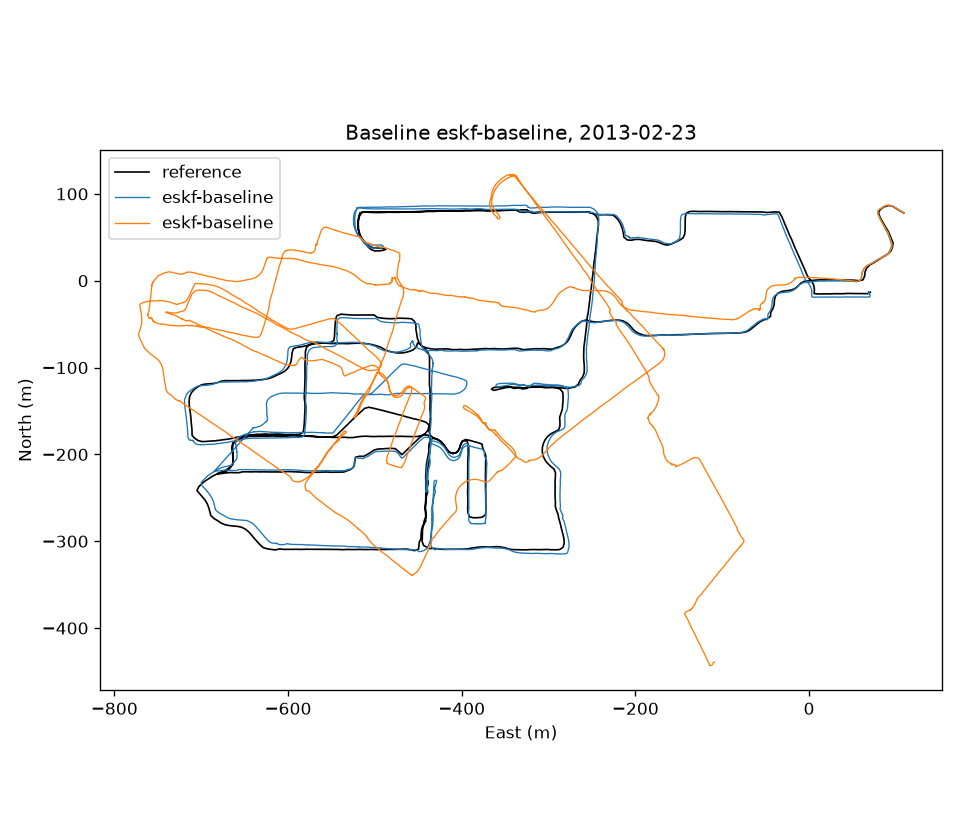 Baseline eskf-baseline, 2013-02-23
reference
eskf-baseline
eskf-baseline
100
0
−100
−200
−300
−400
North (m)
−800
−600
−400
−200
0
East (m)